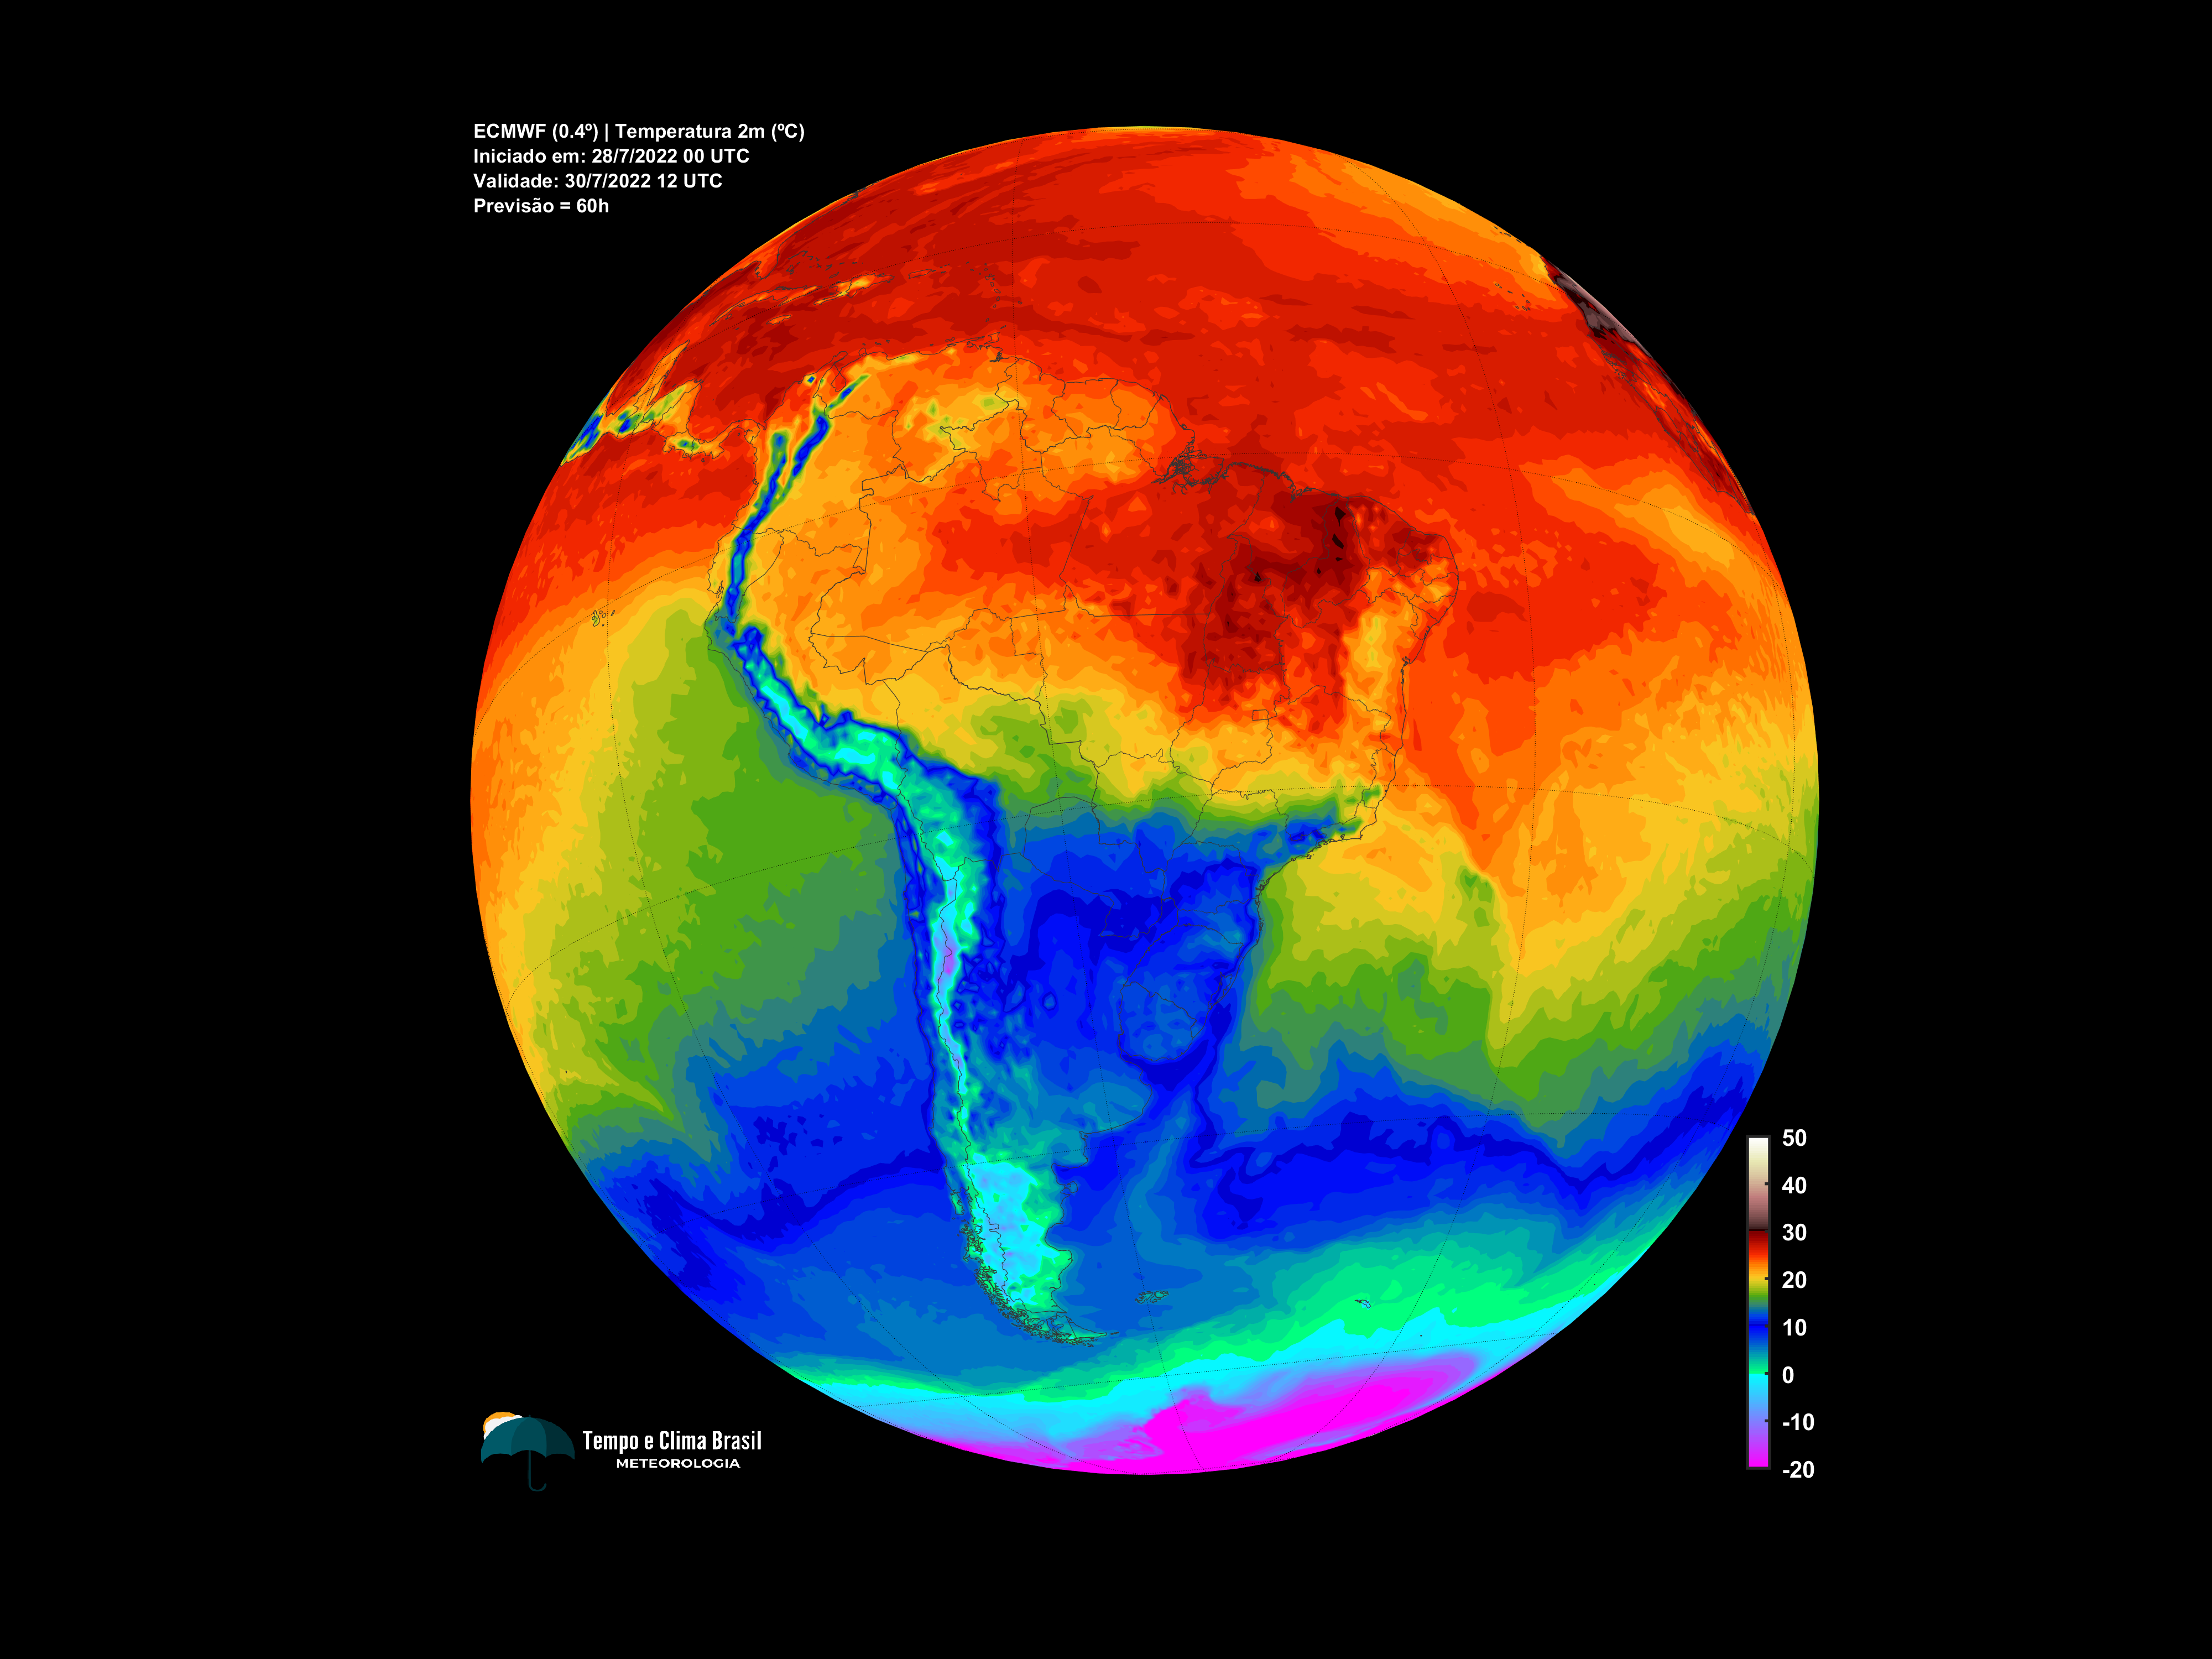 ECMWF (0.4º) | Temperatura 2m (ºC)
Iniciado em: 28/7/2022 00 UTC
Validade: 30/7/2022 12 UTC
Previsão = 60h
50
40
30
20
10
0
-10
-20
Tempo e Clima Brasil
METEOROLOGIA